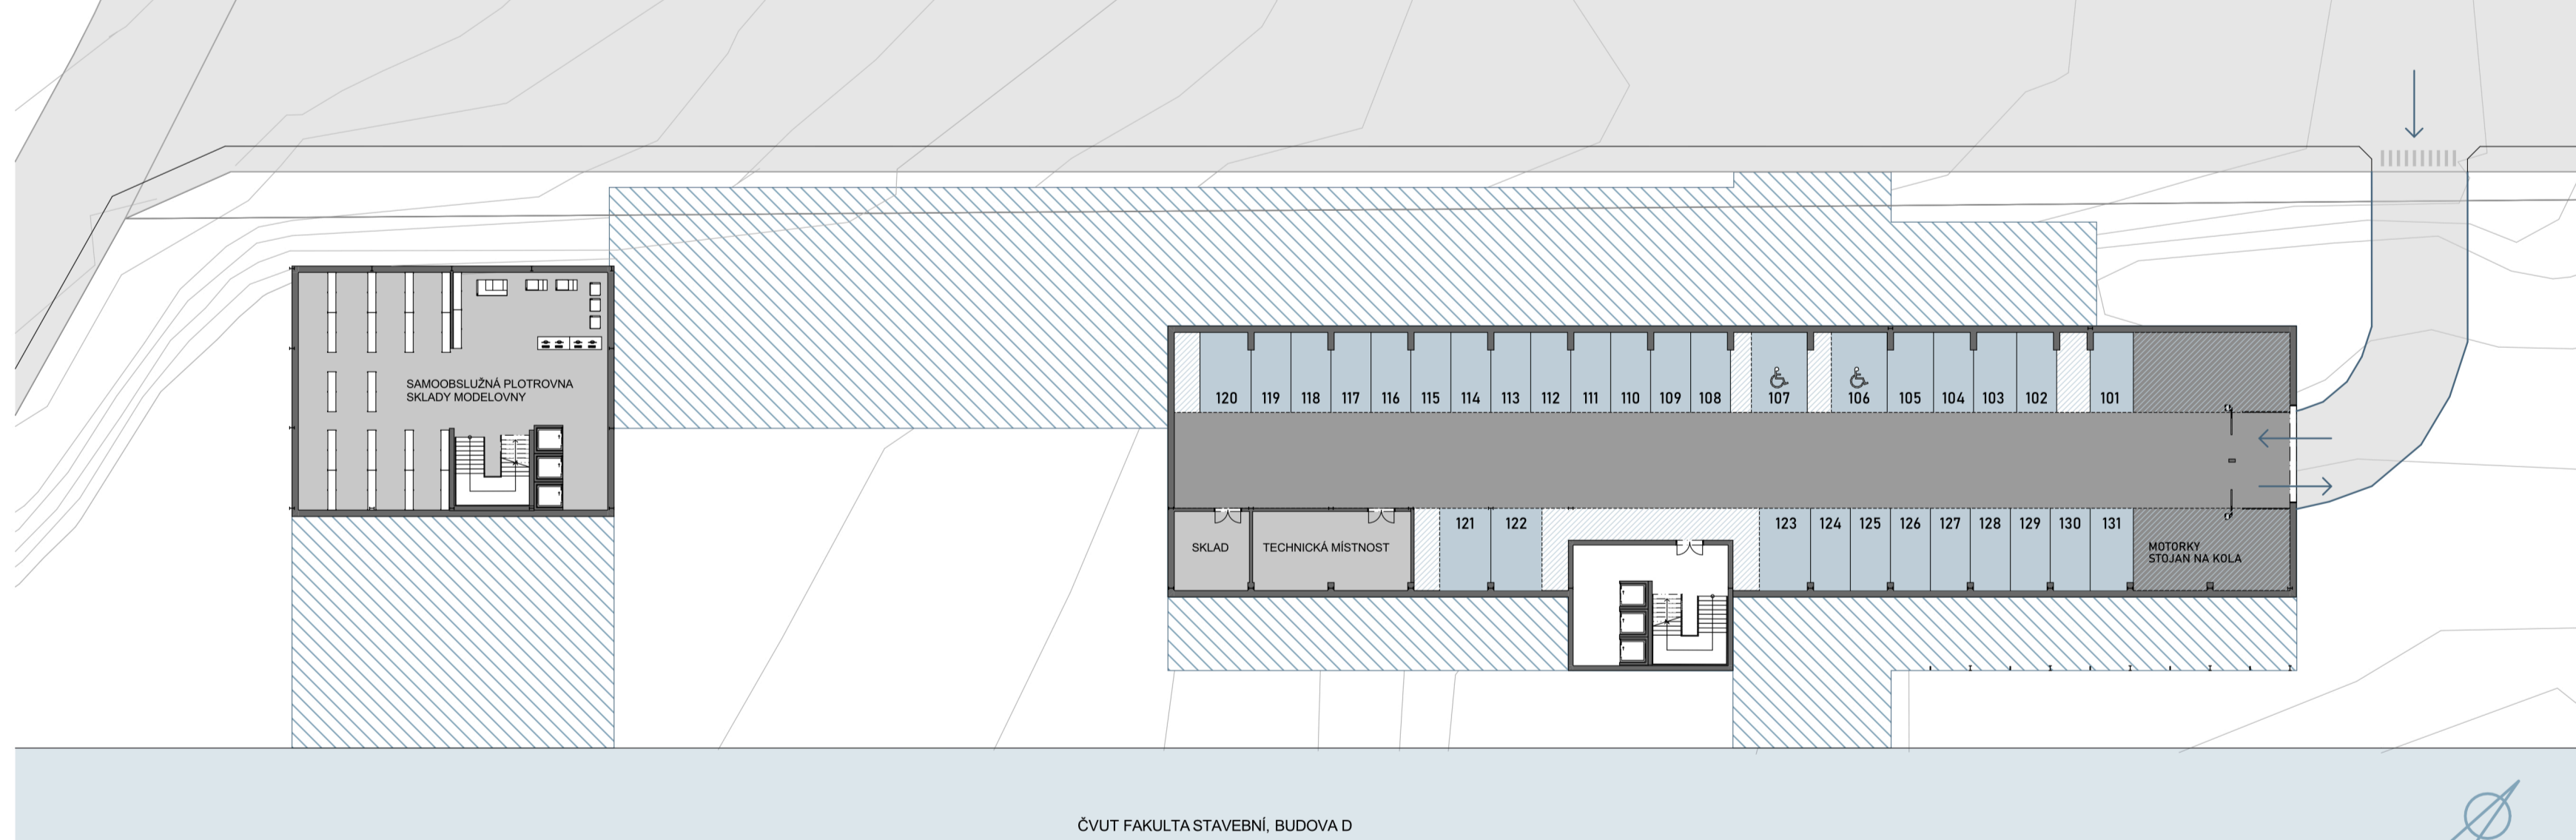 SAMOOBSLUŽNÁ PLOTROVNA
SKLADY MODELOVNY
120 119 118 117 116 115 114 113 112 111 110 109 108 107 106 105 104 103 102 101
121 122 123 124 125 126 127 128 129 130 131
SKLAD
TECHNICKÁ MÍSTNOST
MOTORKY
STOJAN NA KOLA
ČVUT FAKULTA STAVEBNÍ, BUDOVA D